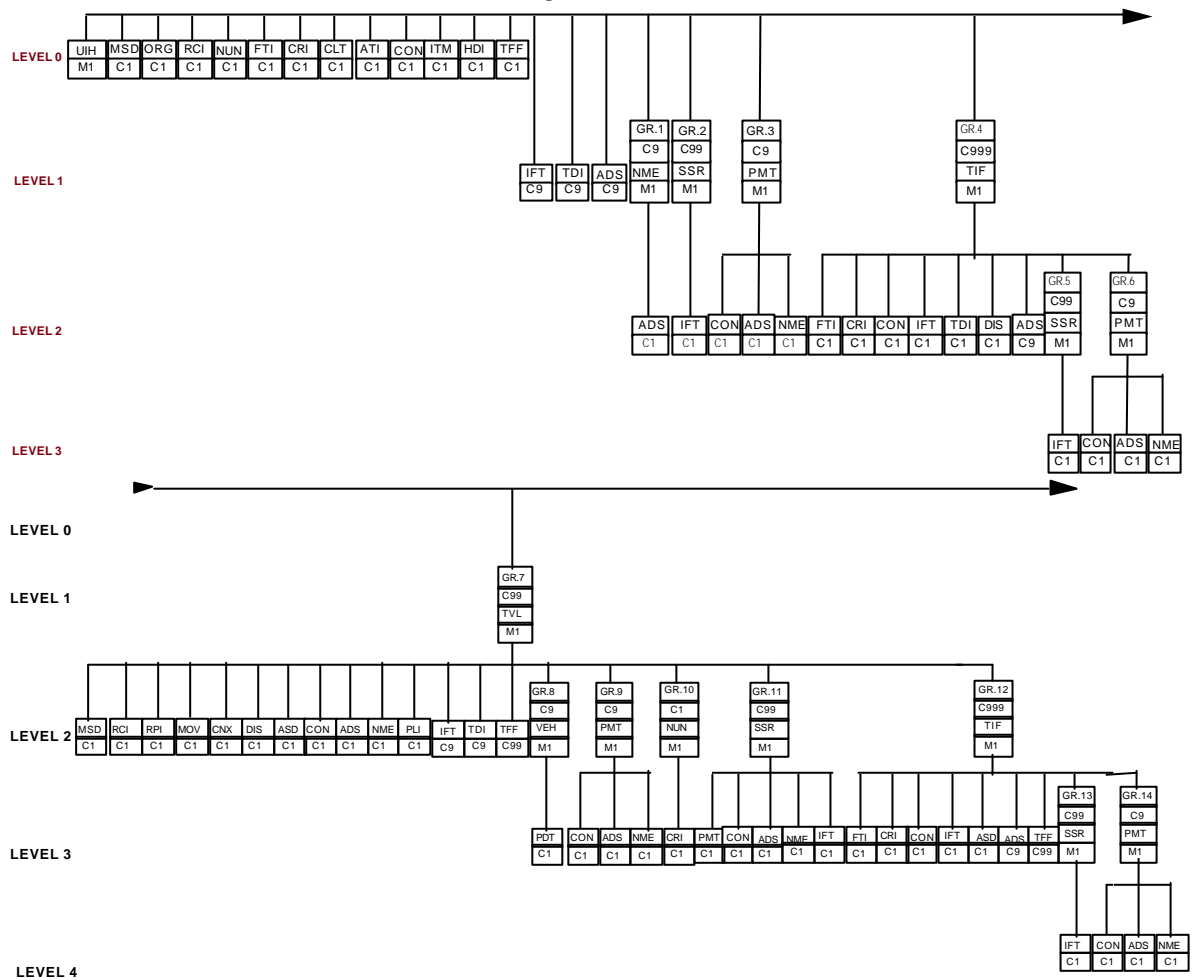 UIH MSD ORG RCI NUN FTI CRI CLT ATI CON ITM HDI TFF
LEVEL 0
M1 C1 C1 C1 C1 C1 C1 C1 C1 C1 C1 C1 C1
GR.1 GR.2 GR.3 GR.4
C9 C99 C9 C999
IFT TDI ADS NME SSR PMT TIF
LEVEL 1
C9 C9 C9 M1 M1 M1 M1
GR.5 GR.6
C99 C9
ADS IFT CON ADS NME FTI CRI CON IFT TDI DIS ADS SSR PMT
LEVEL 2
C1 C1 C1 C1 C1 C1 C1 C1 C1 C1 C1 C9 M1 M1
IFT CON ADS NME
LEVEL 3
C1 C1 C1 C1
LEVEL 0
GR.7
LEVEL 1
C99
TVL
M1
GR.8 GR.9 GR.10 GR.11 GR.12
C9 C9 C1 C99 C999
MSD RCI RPI MOV CNX DIS ASD CON ADS NME PLI IFT TDI TFF VEH PMT NUN SSR TIF
LEVEL 2
C1 C1 C1 C1 C1 C1 C1 C1 C1 C1 C1 C9 C9 C99 M1 M1 M1 M1 M1
GR.13 GR.14
C99 C9
PDT CON ADS NME CRI PMT CON ADS NME IFT FTI CRI CON IFT ASD ADS TFF SSR PMT
LEVEL 3
C1 C1 C1 C1 C1 C1 C1 C1 C1 C1 C1 C1 C1 C1 C1 C9 C99 M1 M1
IFT CON ADS NME
C1 C1 C1 C1
LEVEL 4